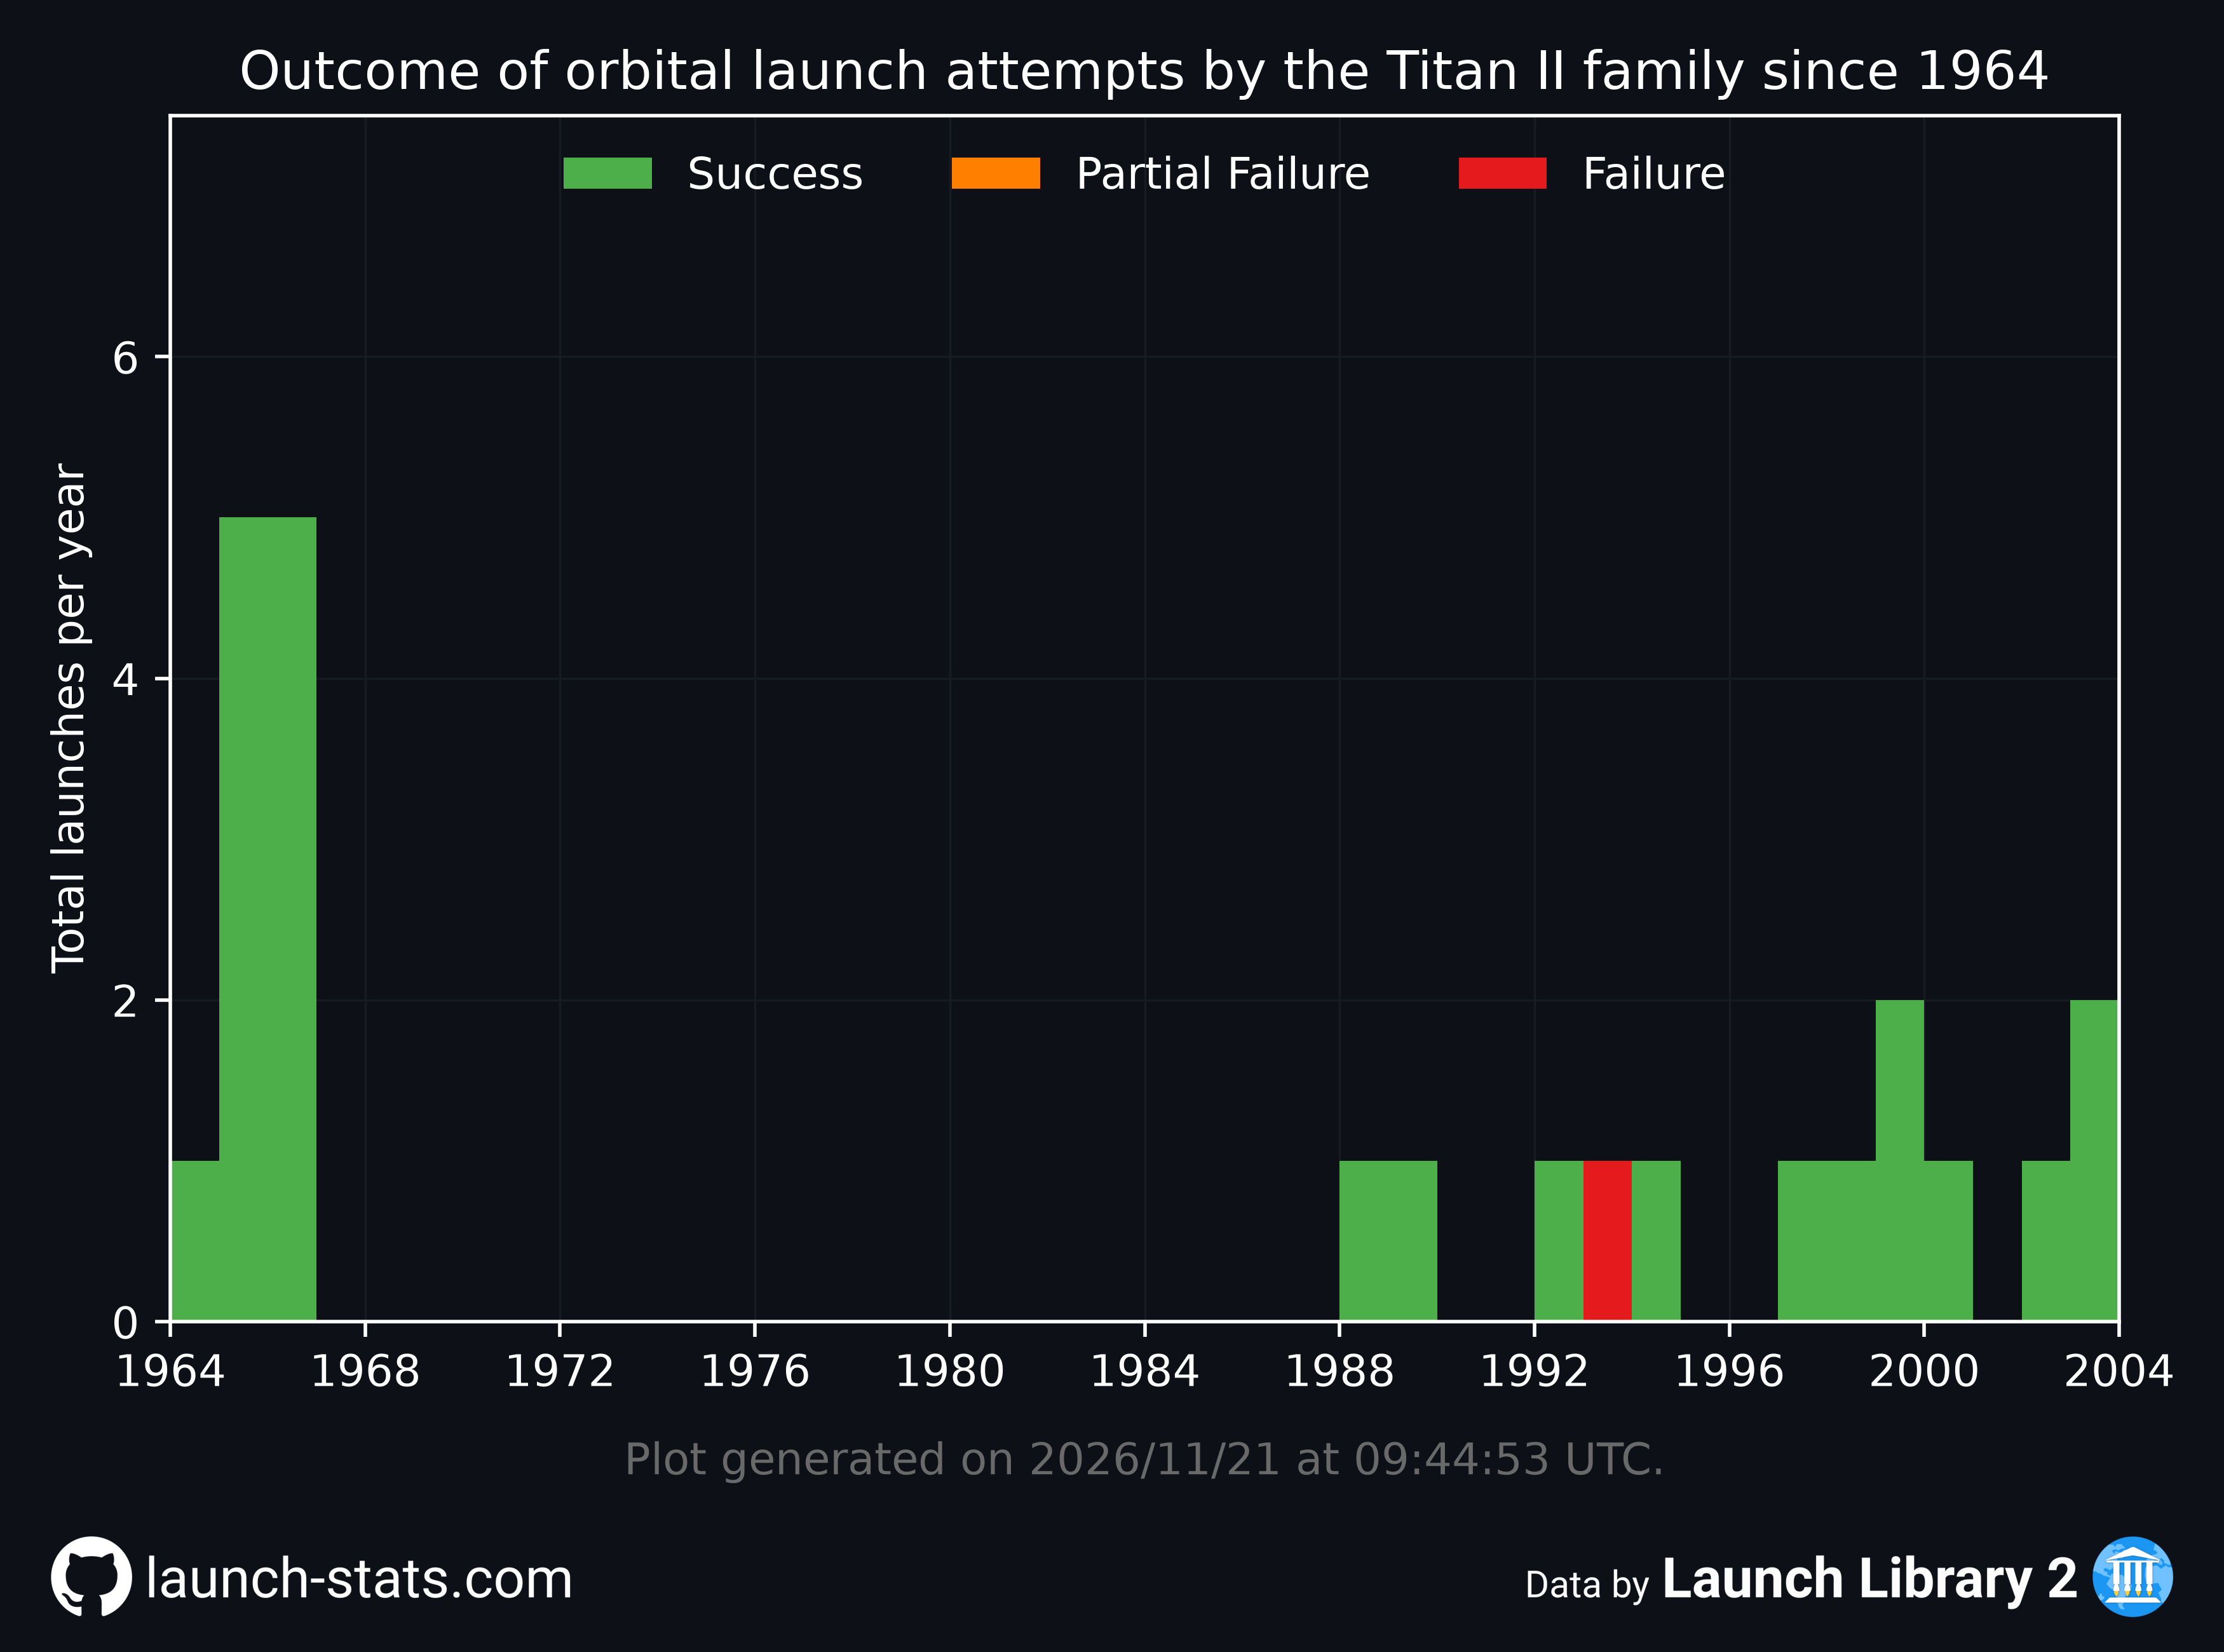 Outcome of orbital launch attempts by the Titan II family since 1964
Success
Partial Failure
Failure
Total launches per year
6
4
2
0
1964
1968
1972
1976
1980
1984
1988
1992
1996
2000
2004
Plot generated on 2026/11/21 at 09:44:53 UTC.
launch-stats.com
Data by Launch Library 2